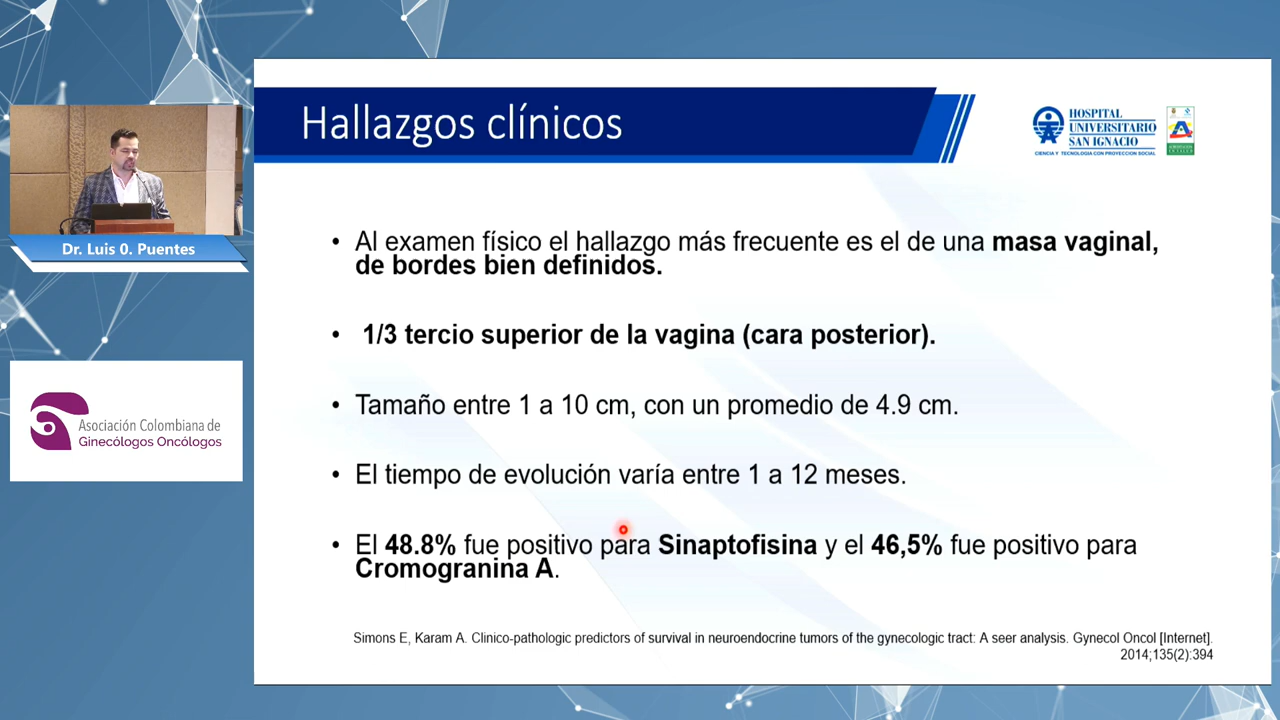 Hallazgos clínicos
HOSPITAL
UNIVERSITARIO
SAN IGNACIO
CIENCIA Y TECNOLOGIA CON PROYECCION SOCIAL
Dr. Luis 0. Puentes
• Al examen físico el hallazgo más frecuente es el de una masa vaginal,
de bordes bien definidos.
• 1/3 tercio superior de la vagina (cara posterior).
• Tamaño entre 1 a 10 cm, con un promedio de 4.9 cm.
Asociación Colombiana de
Ginecólogos Oncólogos
• El tiempo de evolución varía entre 1 a 12 meses.
• El 48.8% fue positivo para Sinaptofisina y el 46,5% fue positivo para
Cromogranina A.
Simons E, Karam A. Clinico-pathologic predictors of survival in neuroendocrine tumors of the gynecologic tract: A seer analysis. Gynecol Oncol [Internet].
2014;135(2):394